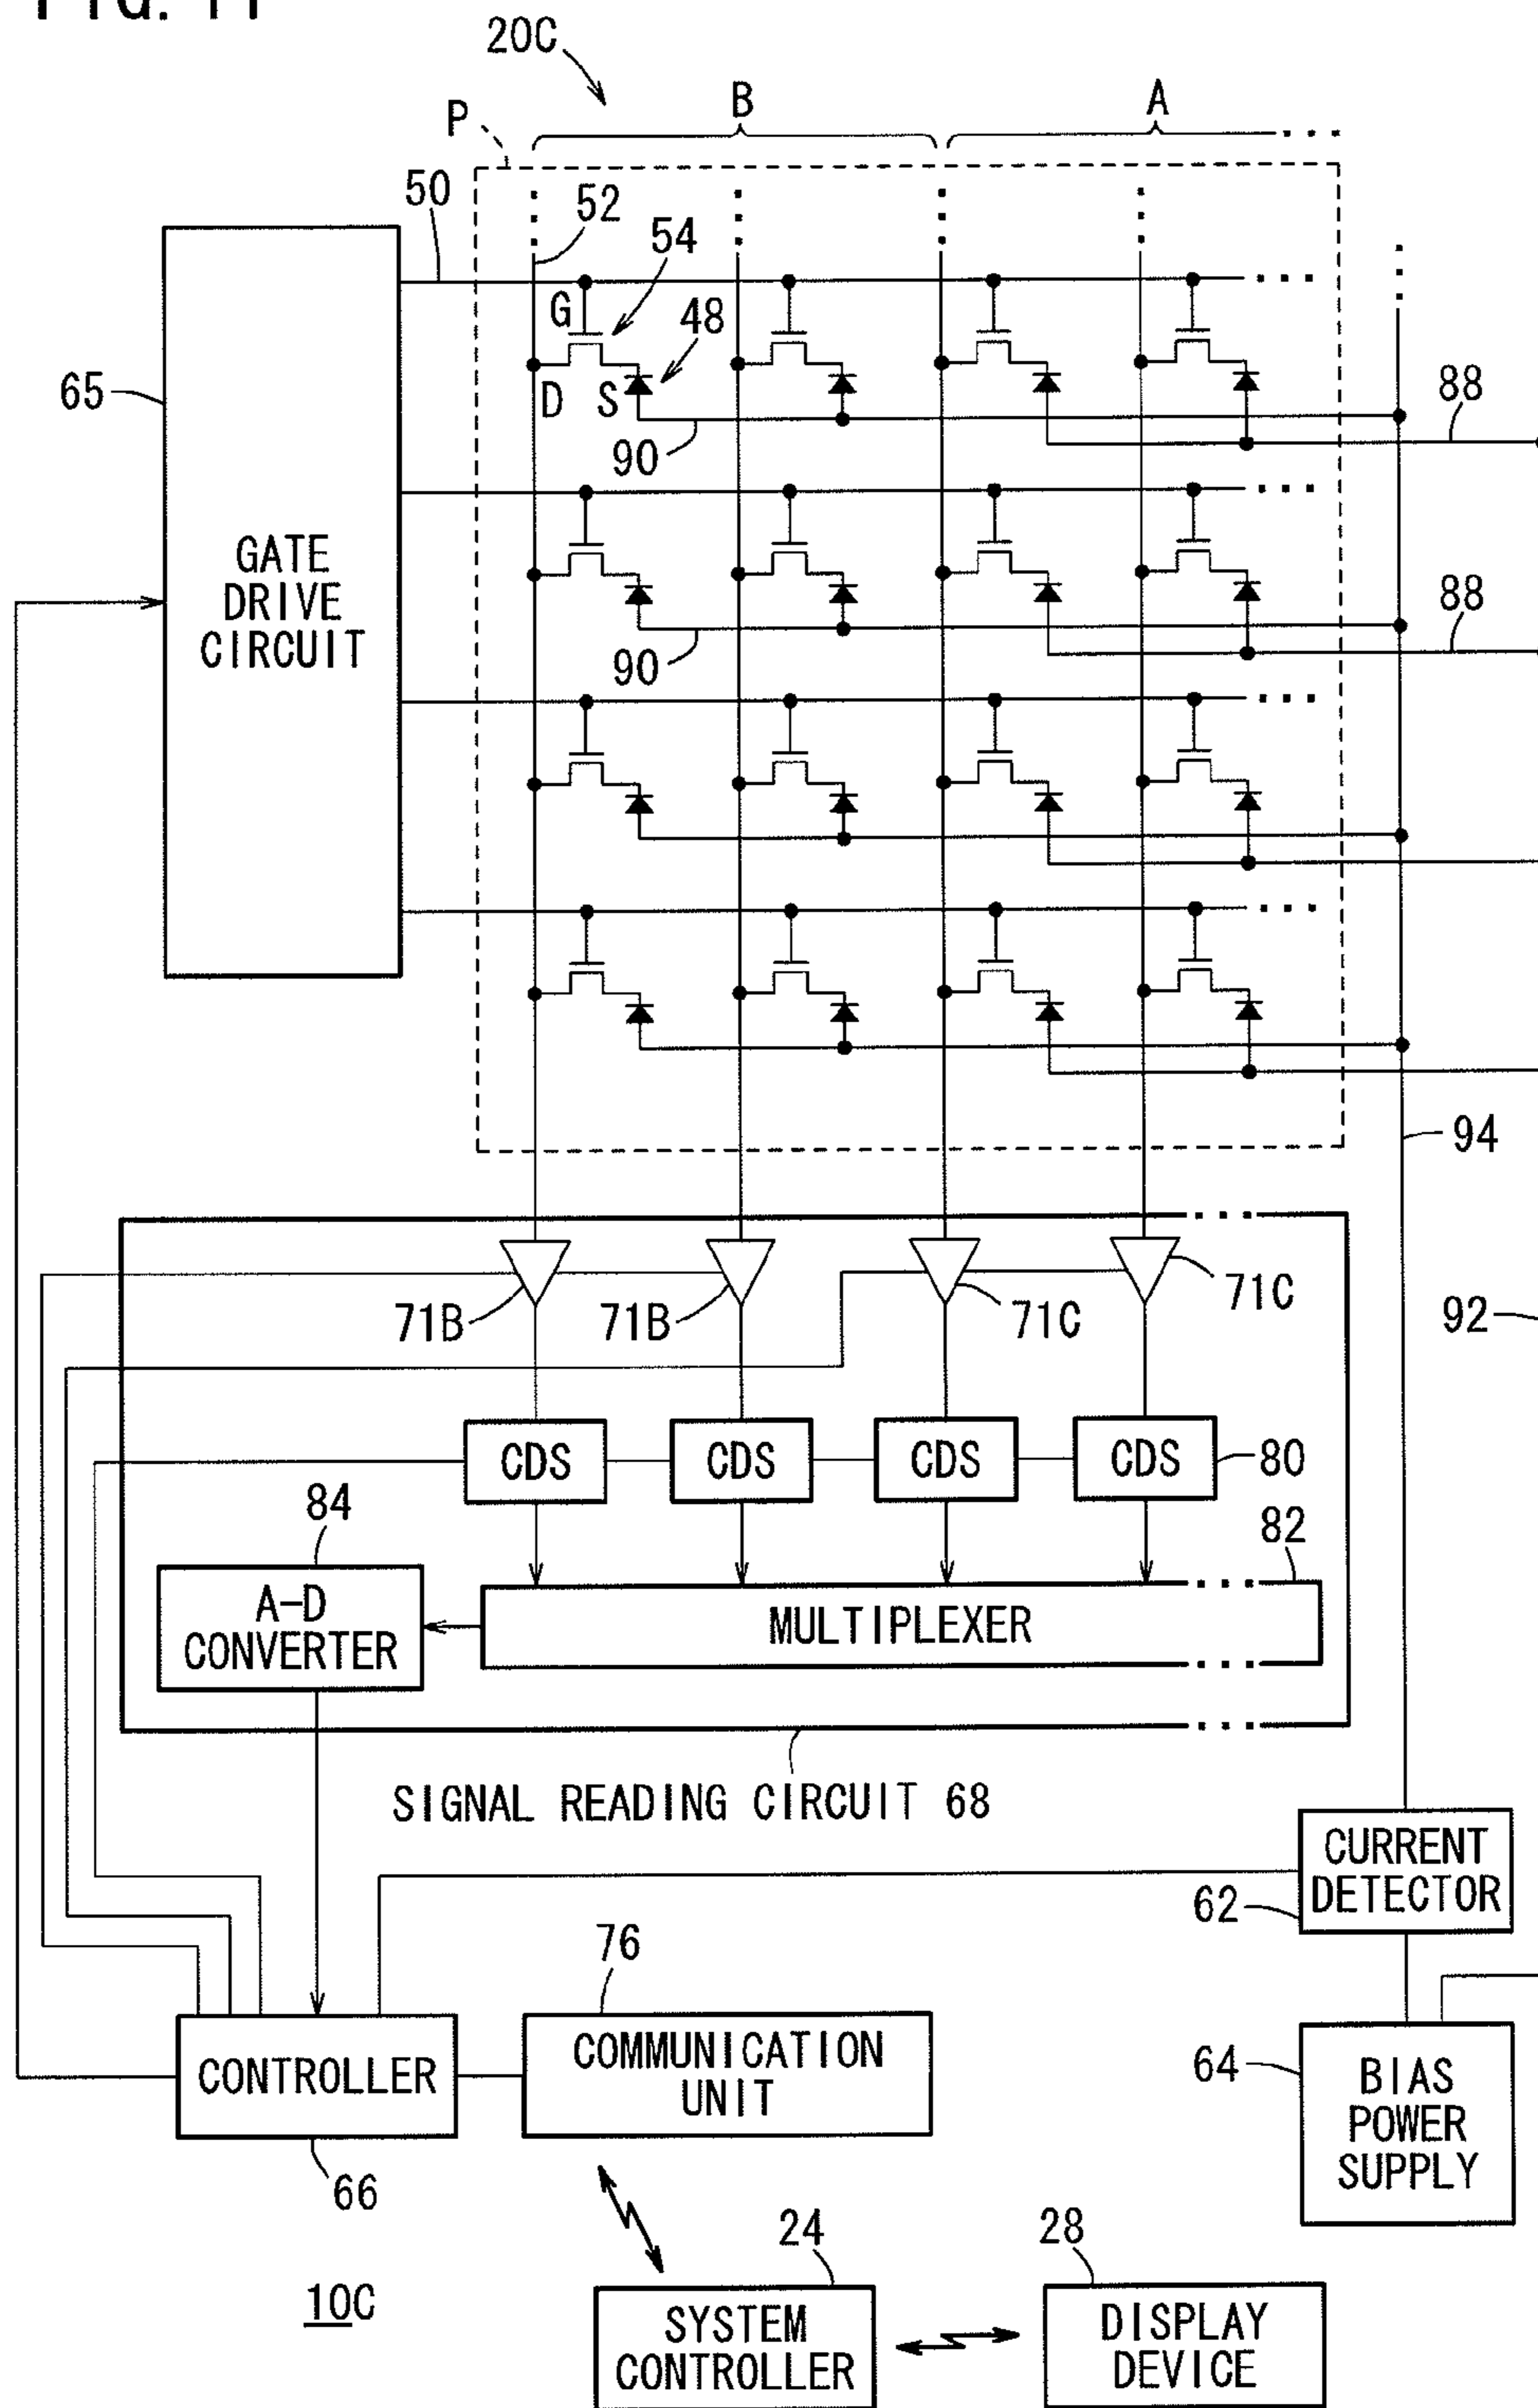 FIG. 11
20C
B
A
P
50
52
54
G
48
65
D
S
88
90
GATE
DRIVE
CIRCUIT
88
90
94
71B
71B
71C
71C
92
CDS
CDS
CDS
CDS
80
84
82
A-D
CONVERTER
MULTIPLEXER
SIGNAL READING CIRCUIT 68
CURRENT
DETECTOR
62
76
CONTROLLER
COMMUNICATION
UNIT
64
BIAS
POWER
SUPPLY
66
24
28
10C
SYSTEM
CONTROLLER
DISPLAY
DEVICE